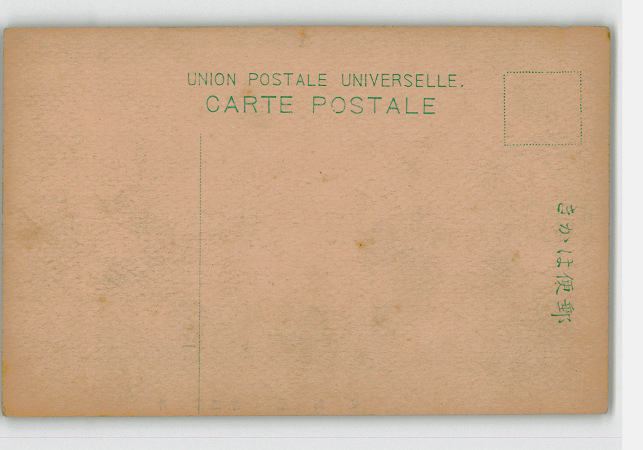 UNION POSTALE UNIVERSELLE.
CARTE POSTALE
きかは便郵